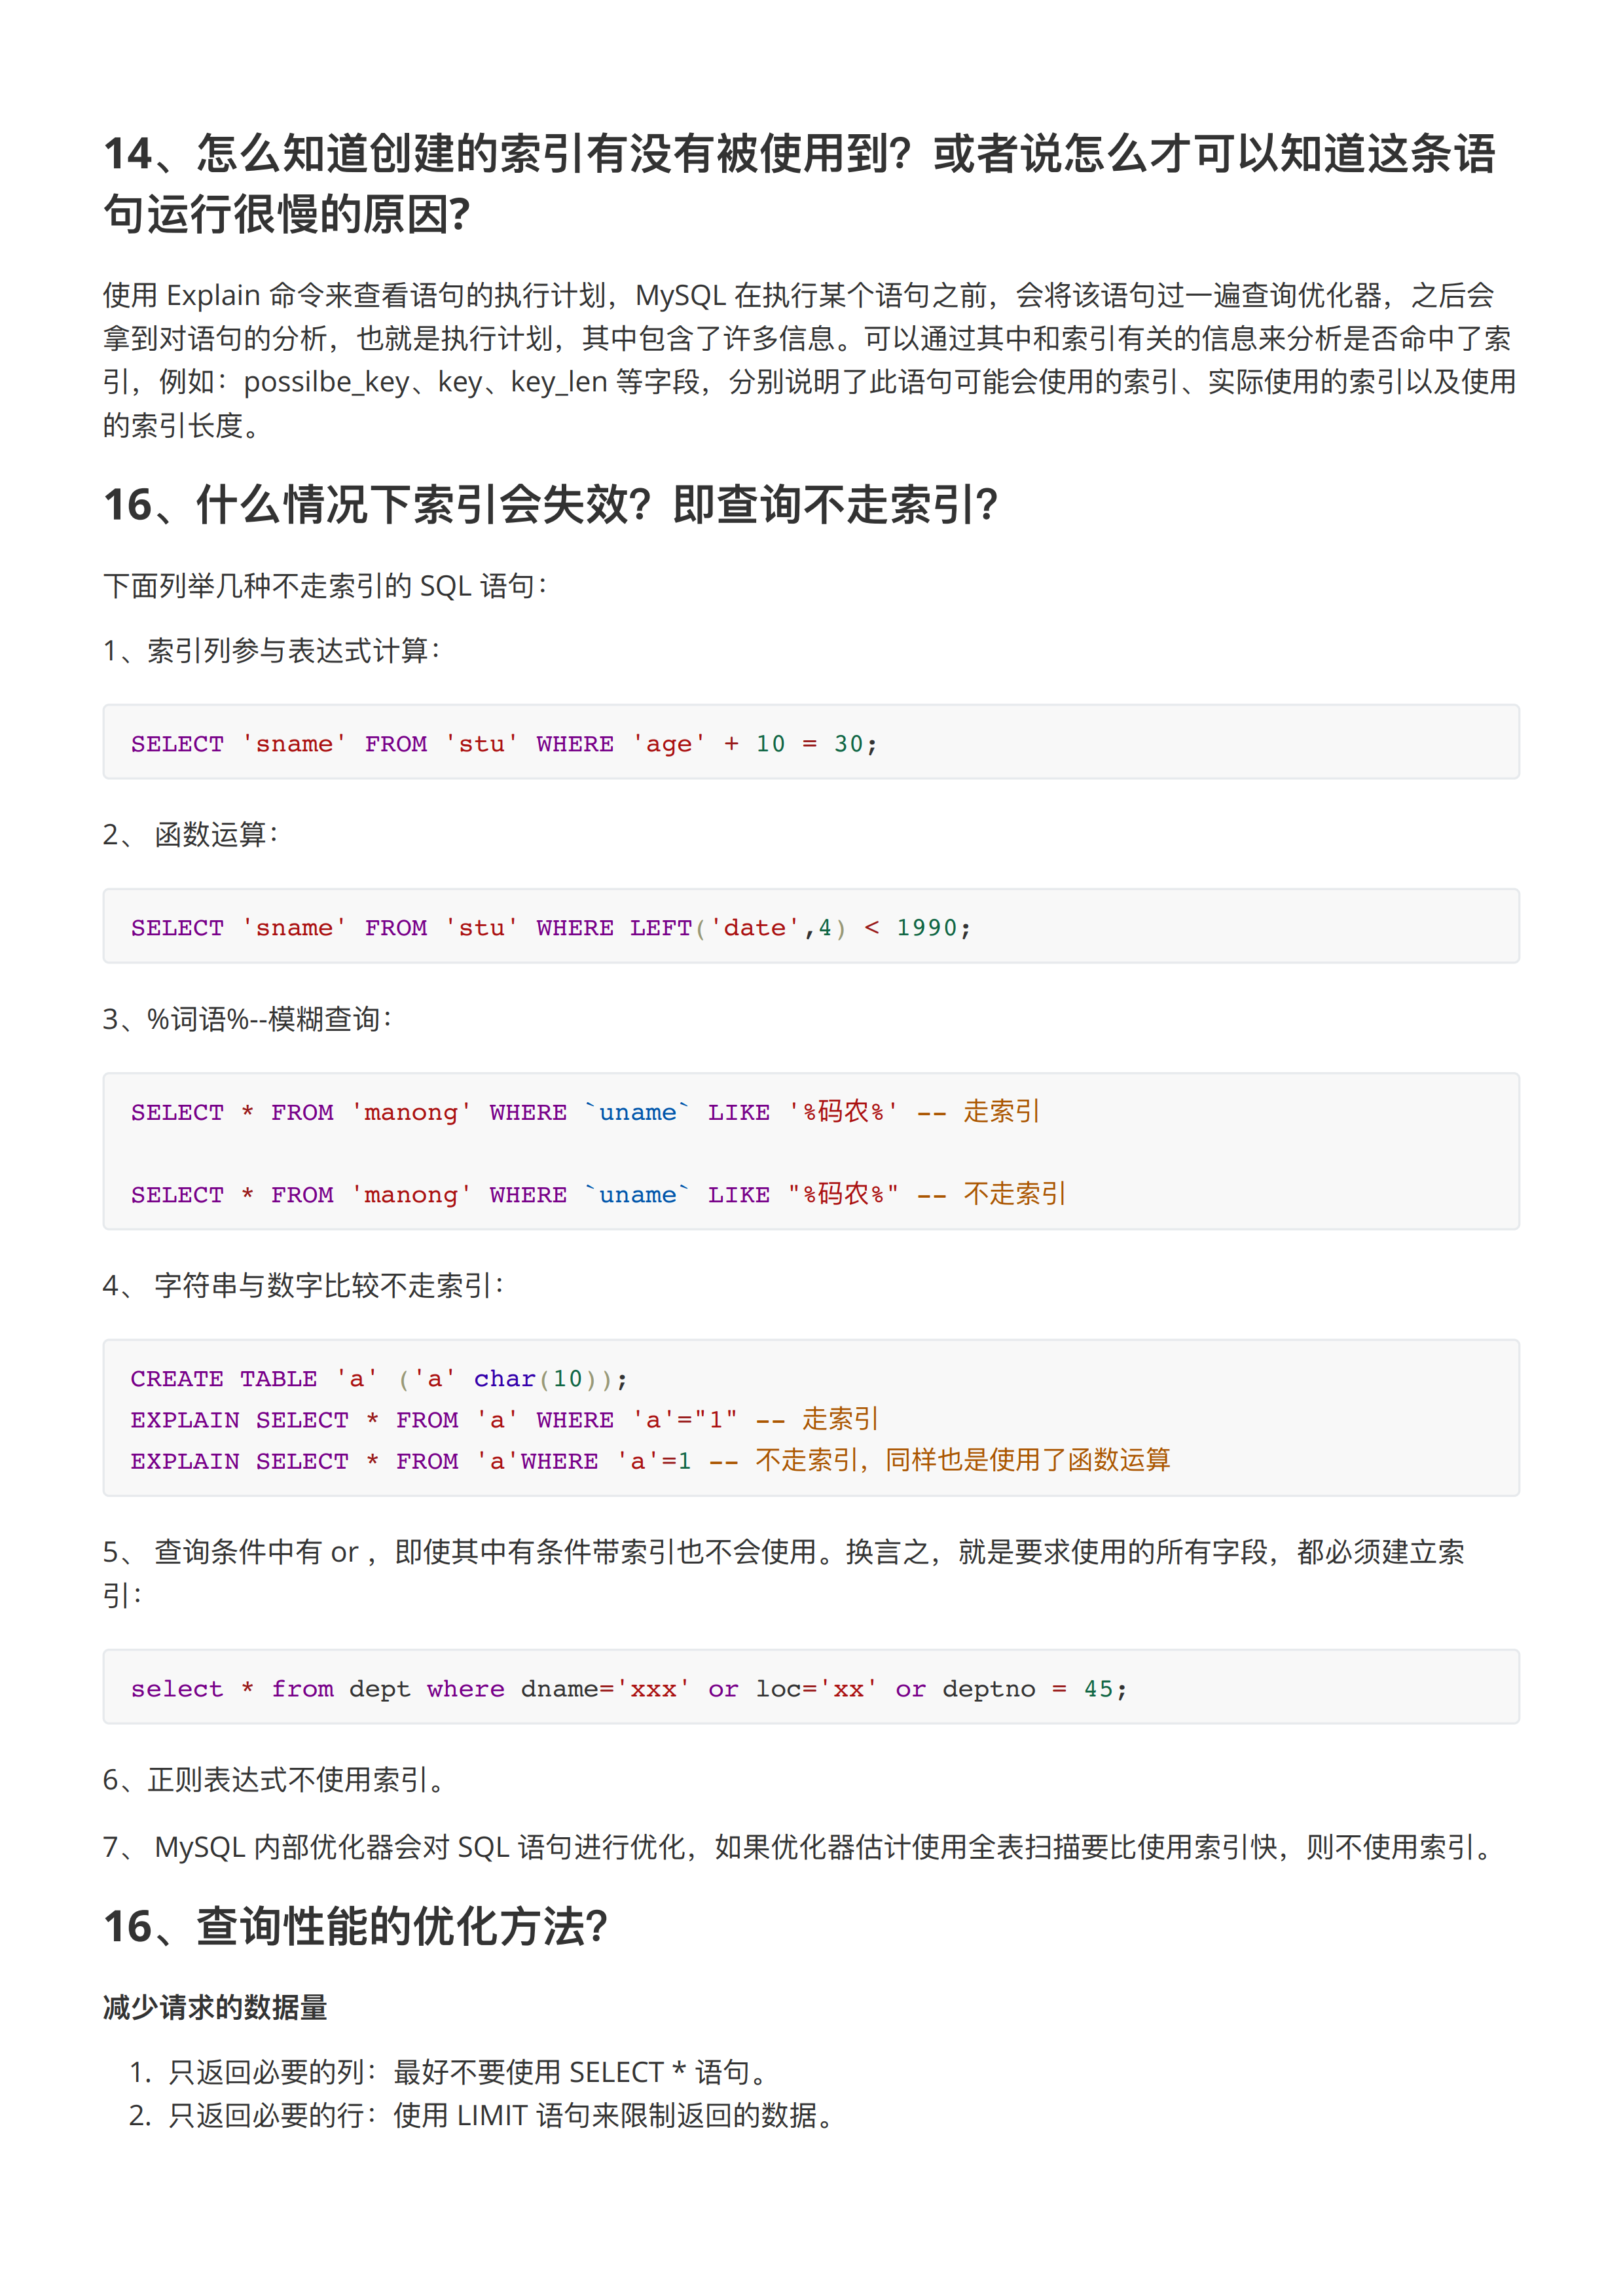 14、怎么知道创建的索引有没有被使用到？或者说怎么才可以知道这条语
句运行很慢的原因？
使用 Explain 命令来查看语句的执行计划，MySQL 在执行某个语句之前，会将该语句过一遍查询优化器，之后会
拿到对语句的分析，也就是执行计划，其中包含了许多信息。可以通过其中和索引有关的信息来分析是否命中了索
引，例如：possilbe_key、key、key_len 等字段，分别说明了此语句可能会使用的索引、实际使用的索引以及使用
的索引长度。
16、什么情况下索引会失效？即查询不走索引？
下面列举几种不走索引的 SQL 语句：
1、索引列参与表达式计算：
SELECT 'sname' FROM 'stu' WHERE 'age' + 10 = 30;
2、 函数运算：
SELECT 'sname' FROM 'stu' WHERE LEFT('date',4) < 1990;
3、%词语%--模糊查询：
SELECT * FROM 'manong' WHERE `uname` LIKE '%码农%' -- 走索引
SELECT * FROM 'manong' WHERE `uname` LIKE "%码农%" -- 不走索引
4、 字符串与数字比较不走索引：
CREATE TABLE 'a' ('a' char(10));
EXPLAIN SELECT * FROM 'a' WHERE 'a'="1" -- 走索引
EXPLAIN SELECT * FROM 'a'WHERE 'a'=1 -- 不走索引，同样也是使用了函数运算
5、 查询条件中有 or ，即使其中有条件带索引也不会使用。换言之，就是要求使用的所有字段，都必须建立索
引：
select * from dept where dname='xxx' or loc='xx' or deptno = 45;
6、正则表达式不使用索引。
7、 MySQL 内部优化器会对 SQL 语句进行优化，如果优化器估计使用全表扫描要比使用索引快，则不使用索引。
16、查询性能的优化方法？
减少请求的数据量
1. 只返回必要的列：最好不要使用 SELECT * 语句。
2. 只返回必要的行：使用 LIMIT 语句来限制返回的数据。